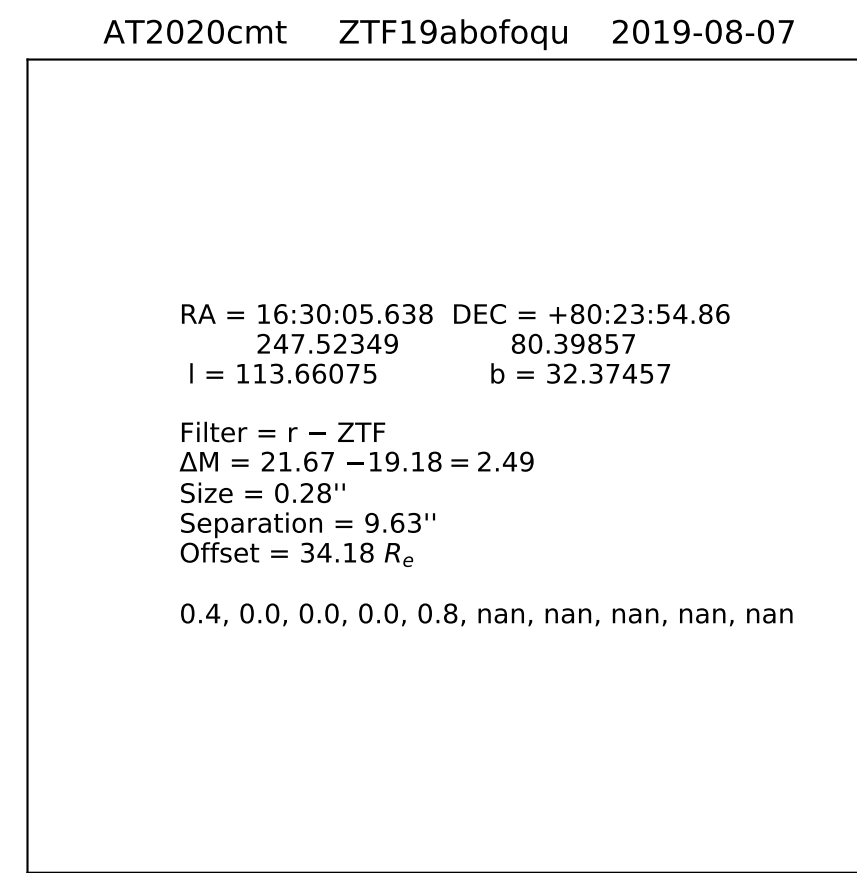 AT2020cmt ZTF19abofoqu 2019-08-07
RA = 16:30:05.638 DEC = +80:23:54.86
247.52349 80.39857
l = 113.66075 b = 32.37457
Filter = r − ZTF
ΔM = 21.67 −19.18 = 2.49
Size = 0.28''
Separation = 9.63''
Offset = 34.18 Rₑ
0.4, 0.0, 0.0, 0.0, 0.8, nan, nan, nan, nan, nan